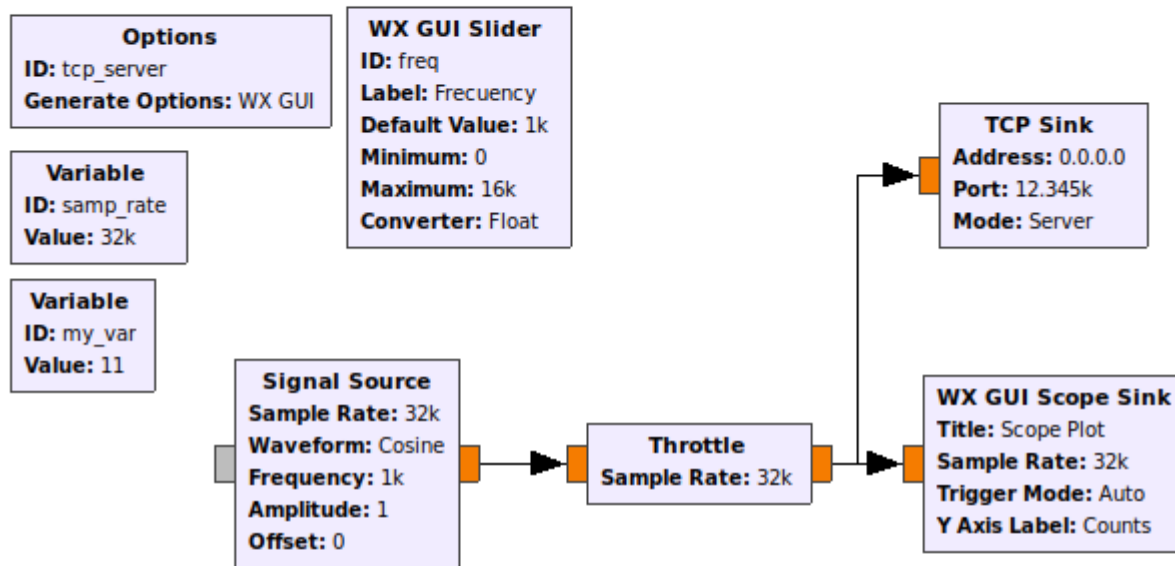 Options
ID: tcp_server
Generate Options: WX GUI
WX GUI Slider
ID: freq
Label: Frecuency
Default Value: 1k
Minimum: 0
Maximum: 16k
Converter: Float
Variable
ID: samp_rate
Value: 32k
Variable
ID: my_var
Value: 11
TCP Sink
Address: 0.0.0.0
Port: 12.345k
Mode: Server
Signal Source
Sample Rate: 32k
Waveform: Cosine
Frequency: 1k
Amplitude: 1
Offset: 0
Throttle
Sample Rate: 32k
WX GUI Scope Sink
Title: Scope Plot
Sample Rate: 32k
Trigger Mode: Auto
Y Axis Label: Counts